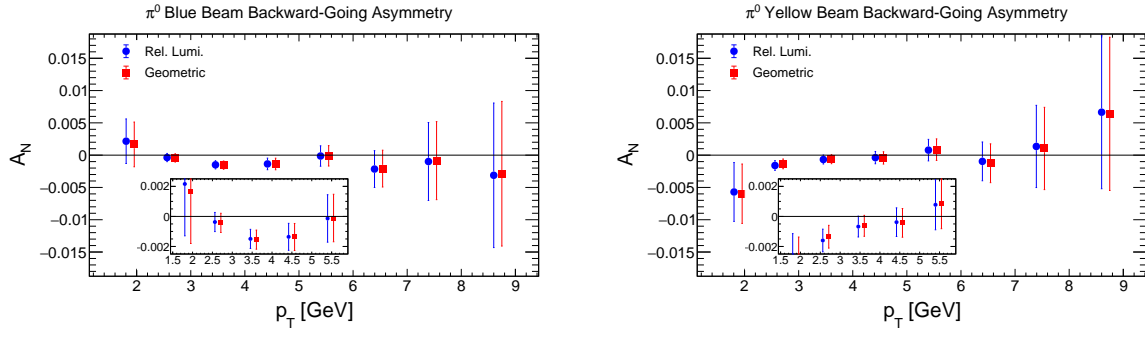 π⁰ Blue Beam Backward-Going Asymmetry
A_N
0.015
0.01
0.005
0
−0.005
−0.01
−0.015
Rel. Lumi.
Geometric
0.002
0
−0.002
1.5 2 2.5 3 3.5 4 4.5 5 5.5
2 3 4 5 6 7 8 9
p_T [GeV]
π⁰ Yellow Beam Backward-Going Asymmetry
A_N
0.015
0.01
0.005
0
−0.005
−0.01
−0.015
Rel. Lumi.
Geometric
0.002
0
−0.002
1.5 2 2.5 3 3.5 4 4.5 5 5.5
2 3 4 5 6 7 8 9
p_T [GeV]